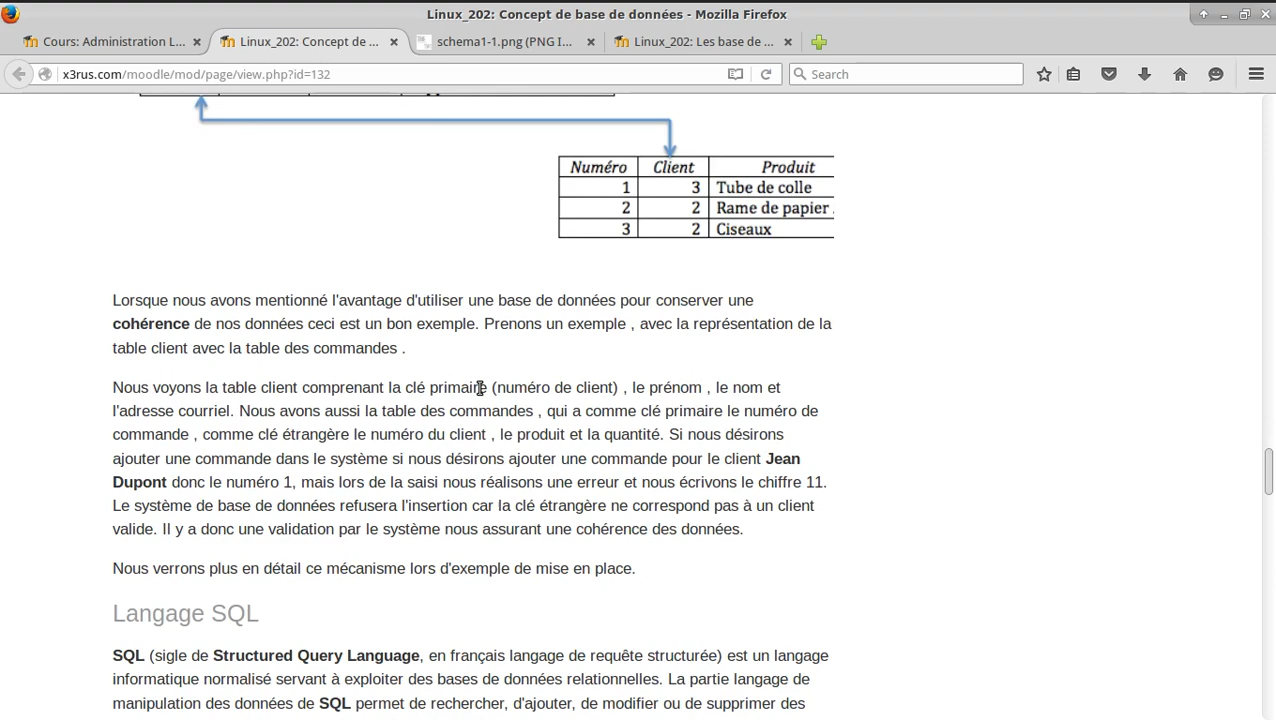 Linux_202: Concept de base de données - Mozilla Firefox
Cours: Administration L...
Linux_202: Concept de ...
schema1-1.png (PNG I...
Linux_202: Les base de ...
x3rus.com/moodle/mod/page/view.php?id=132
Search
Numéro Client Produit
1 3 Tube de colle
2 2 Rame de papier
3 2 Ciseaux
Lorsque nous avons mentionné l'avantage d'utiliser une base de données pour conserver une
cohérence de nos données ceci est un bon exemple. Prenons un exemple , avec la représentation de la
table client avec la table des commandes .
Nous voyons la table client comprenant la clé primaire (numéro de client) , le prénom , le nom et
l'adresse courriel. Nous avons aussi la table des commandes , qui a comme clé primaire le numéro de
commande , comme clé étrangère le numéro du client , le produit et la quantité. Si nous désirons
ajouter une commande dans le système si nous désirons ajouter une commande pour le client Jean
Dupont donc le numéro 1, mais lors de la saisi nous réalisons une erreur et nous écrivons le chiffre 11.
Le système de base de données refusera l'insertion car la clé étrangère ne correspond pas à un client
valide. Il y a donc une validation par le système nous assurant une cohérence des données.
Nous verrons plus en détail ce mécanisme lors d'exemple de mise en place.
Langage SQL
SQL (sigle de Structured Query Language, en français langage de requête structurée) est un langage
informatique normalisé servant à exploiter des bases de données relationnelles. La partie langage de
manipulation des données de SQL permet de rechercher, d'ajouter, de modifier ou de supprimer des